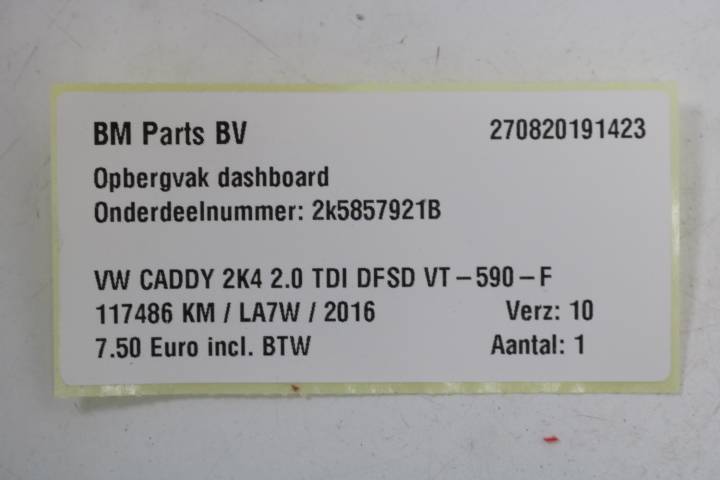 BM Parts BV 270820191423
Opbergvak dashboard
Onderdeelnummer: 2k5857921B
VW CADDY 2K4 2.0 TDI DFSD VT-590-F
117486 KM / LA7W / 2016 Verz: 10
7.50 Euro incl. BTW Aantal: 1